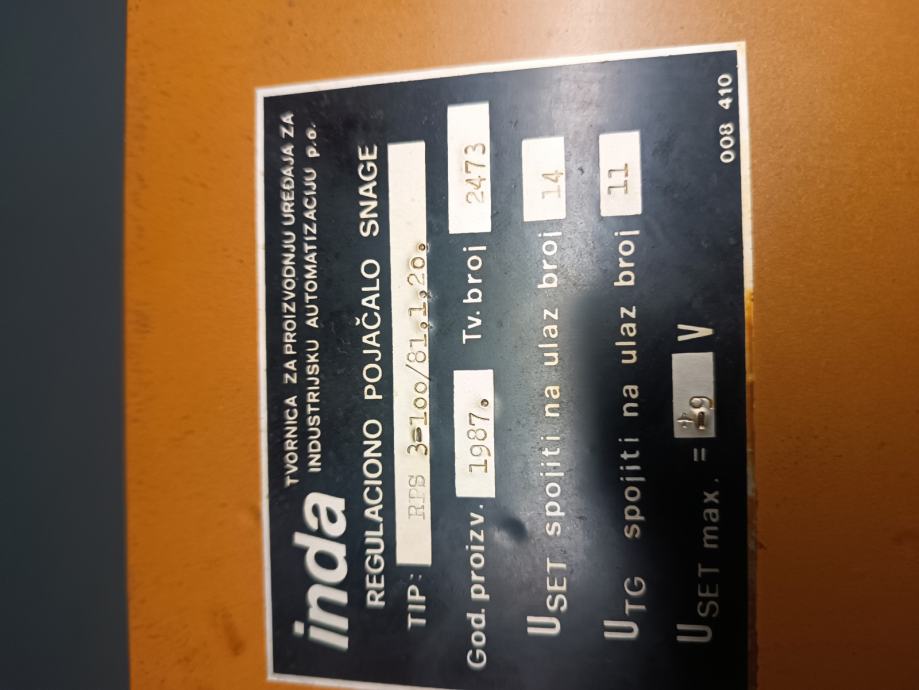 inda
TVORNICA ZA PROIZVODNJU UREĐAJA ZA
INDUSTRIJSKU AUTOMATIZACIJU p.o.
REGULACIONO POJAČALO SNAGE
TIP: RPS 3-100/81.1.20.
God. proizv. 1987. Tv. broj 2473
USET spojiti na ulaz broj 14
UTG spojiti na ulaz broj 11
USET max. = ±9 V
008 410